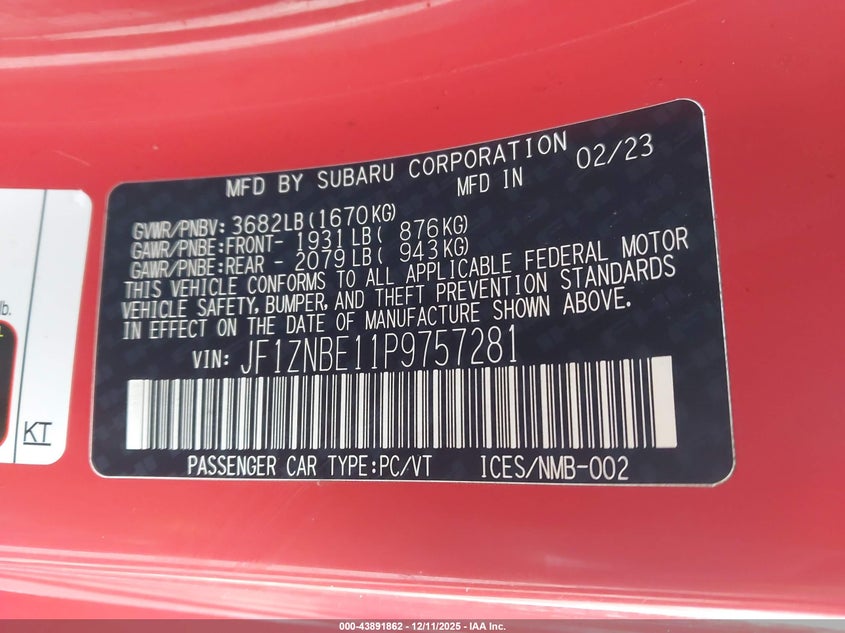 MFD BY SUBARU CORPORATION
MFD IN 02/23
GVWR/PNBV: 3682LB(1670KG)
GAWR/PNBE:FRONT- 1931LB( 876KG)
GAWR/PNBE:REAR - 2079LB( 943KG)
THIS VEHICLE CONFORMS TO ALL APPLICABLE FEDERAL MOTOR
VEHICLE SAFETY, BUMPER, AND THEFT PREVENTION STANDARDS
IN EFFECT ON THE DATE OF MANUFACTURE SHOWN ABOVE.
VIN: JF1ZNBE11P9757281
PASSENGER CAR TYPE:PC/VT ICES/NMB-002
lb.
KT
000-43891862 - 12/11/2025 - IAA Inc.